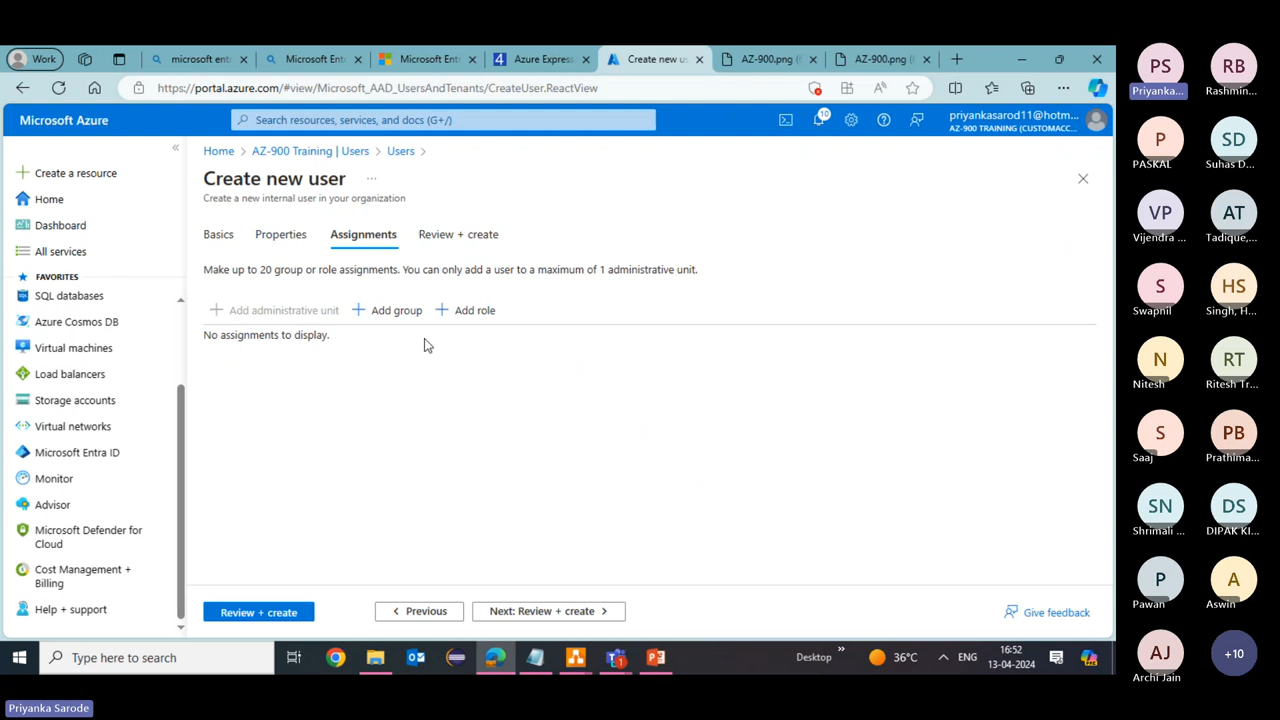 Work
microsoft ent
Microsoft Ent
Microsoft Ent
Azure Express
Create new us
AZ-900.png (
AZ-900.png (
https://portal.azure.com/#view/Microsoft_AAD_UsersAndTenants/CreateUser.ReactView
Microsoft Azure
Search resources, services, and docs (G+/)
10
priyankasarod11@hotm...
AZ-900 TRAINING (CUSTOMACC...
Home > AZ-900 Training | Users > Users >
Create new user ...
Create a new internal user in your organization
Basics Properties Assignments Review + create
Make up to 20 group or role assignments. You can only add a user to a maximum of 1 administrative unit.
Add administrative unit Add group Add role
No assignments to display.
Create a resource
Home
Dashboard
All services
FAVORITES
SQL databases
Azure Cosmos DB
Virtual machines
Load balancers
Storage accounts
Virtual networks
Microsoft Entra ID
Monitor
Advisor
Microsoft Defender for
Cloud
Cost Management +
Billing
Help + support
Review + create
< Previous
Next: Review + create >
Give feedback
Type here to search
1
Desktop
36°C
ENG
16:52
13-04-2024
PS
Priyanka...
RB
Rashmin...
P
PASKAL
SD
Suhas D...
VP
Vijendra ...
AT
Tadique,...
S
Swapnil
HS
Singh, H...
N
Nitesh
RT
Ritesh Tr...
S
Saaj
PB
Prathima...
SN
Shrimali ...
DS
DIPAK KI...
P
Pawan
A
Aswin
AJ
Archi Jain
+10
Priyanka Sarode